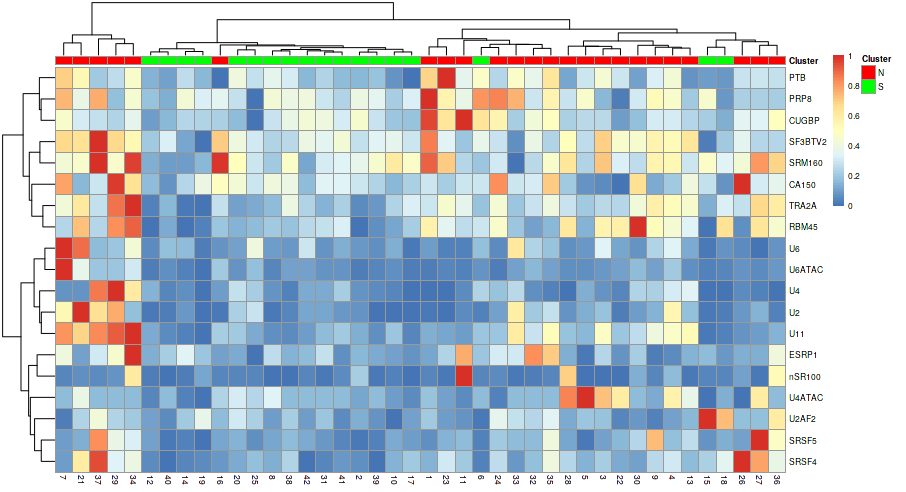 Cluster
PTB
PRP8
CUGBP
SF3BTV2
SRM160
CA150
TRA2A
RBM45
U6
U6ATAC
U4
U2
U11
ESRP1
nSR100
U4ATAC
U2AF2
SRSF5
SRSF4
7 21 37 29 34 12 40 14 19 16 20 25 8 38 42 31 41 2 39 10 17 1 23 11 6 24 33 32 35 28 5 3 22 30 9 4 13 15 18 26 27 36
1
0.8
0.6
0.4
0.2
0
Cluster
N
S